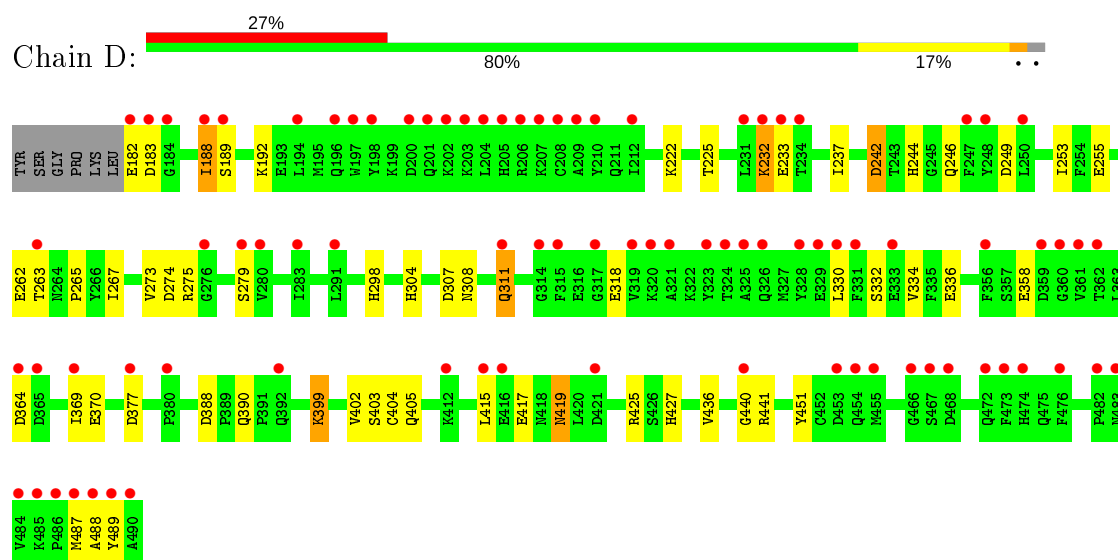 27%
Chain D:
80% 17% • •
TYR SER GLY PRO LYS LEU E182 D183 G184 I188 S189 K192 E193 L194 M195 Q196 W197 Y198 K199 D200 Q201 K202 K203 L204 H205 R206 K207 C208 A209 Y210 Q211 I212 K222 T225 L231 K232 E233 T234 I237 D242 T243 H244 G245 Q246 F247 Y248 D249 L250 I253 F254 E255
E262 T263 N264 P265 Y266 I267 V273 D274 R275 G276 S279 V280 I283 L291 H298 H304 D307 N308 Q311 G314 F315 E316 G317 E318 V319 K320 A321 K322 Y323 T324 A325 Q326 M327 Y328 E329 L330 F331 S332 E333 V334 F335 E336 F356 S357 E358 D359 G360 V361 T362 L363
D364 D365 I369 E370 D377 P380 D388 P389 Q390 P391 Q392 K399 V402 S403 C404 Q405 K412 L415 E416 E417 N418 N419 L420 D421 R425 S426 H427 V436 G440 R441 Y451 C452 D453 Q454 M455 G466 S467 D468 Q472 F473 H474 Q475 F476 P482 N483
V484 K485 P486 M487 A488 Y489 A490